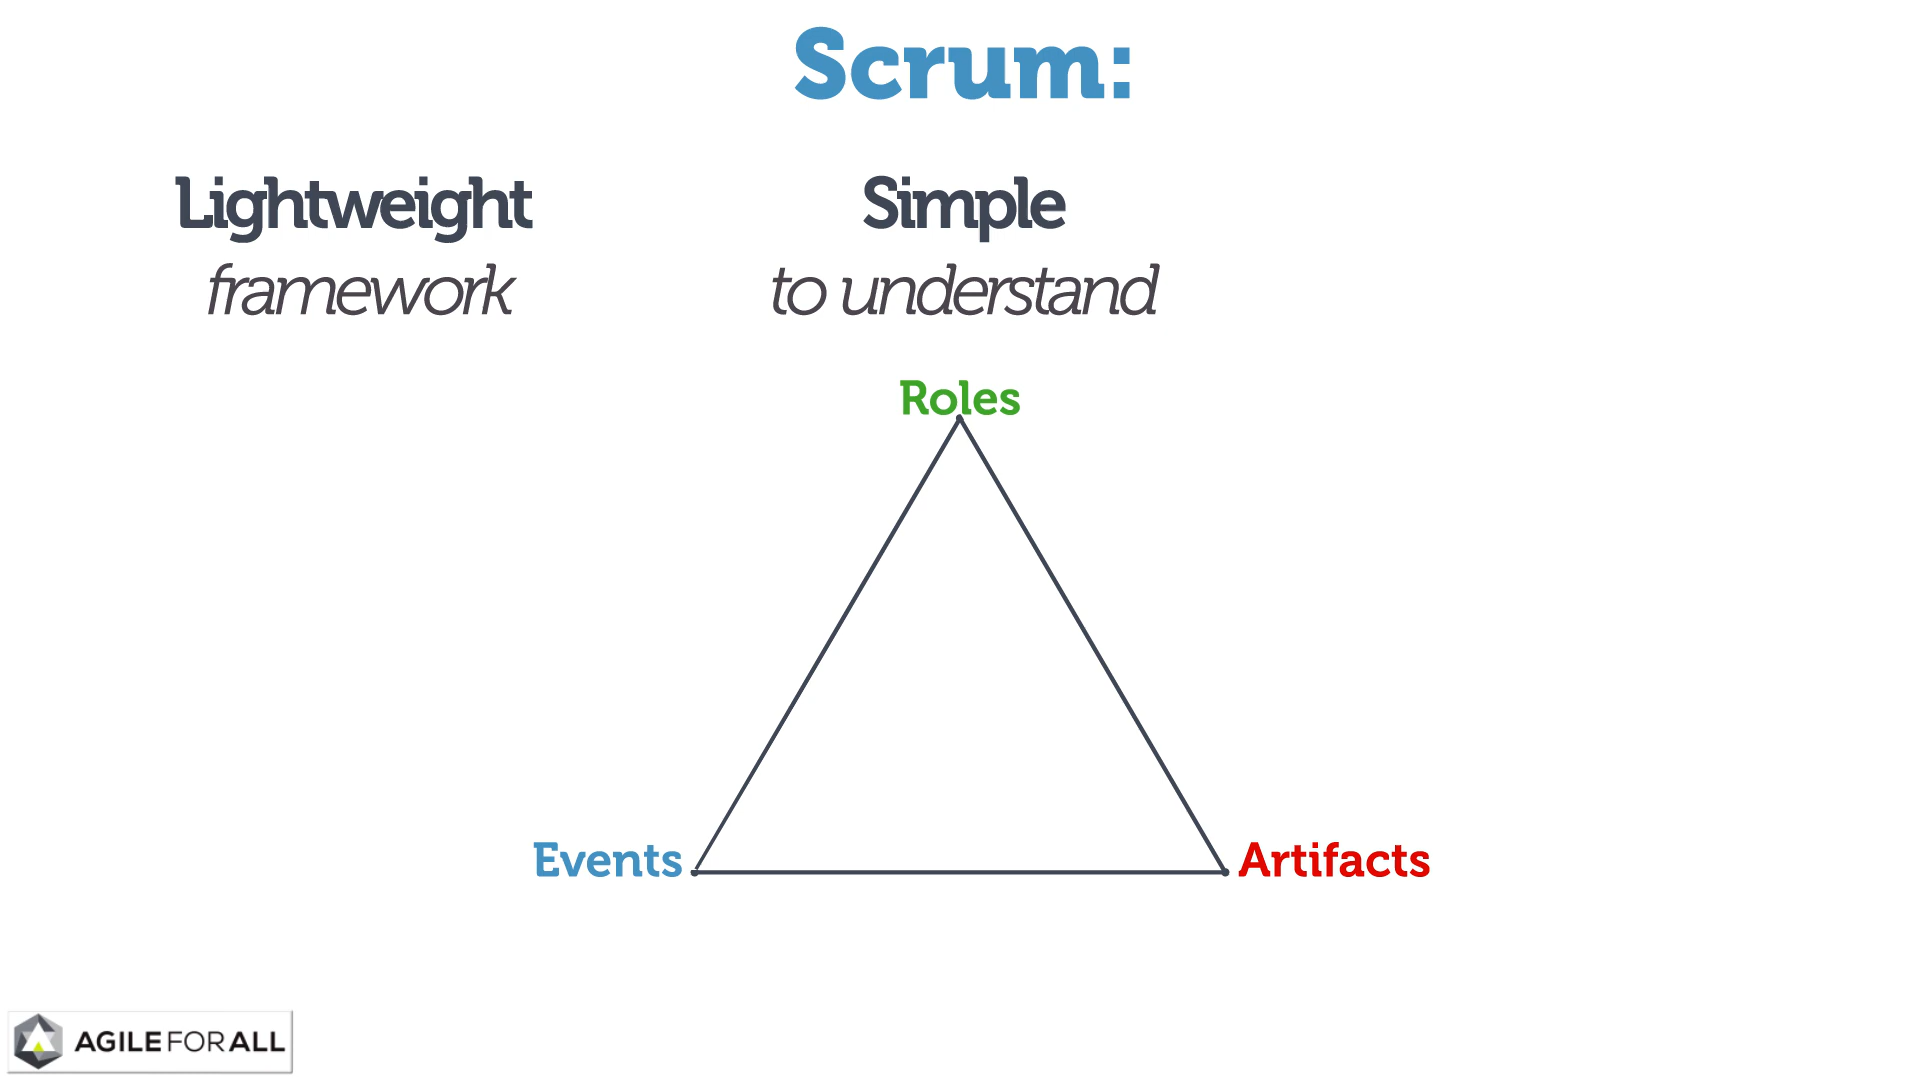 Scrum:
Lightweight
framework
Simple
to understand
Roles
Events
Artifacts
AGILE FOR ALL